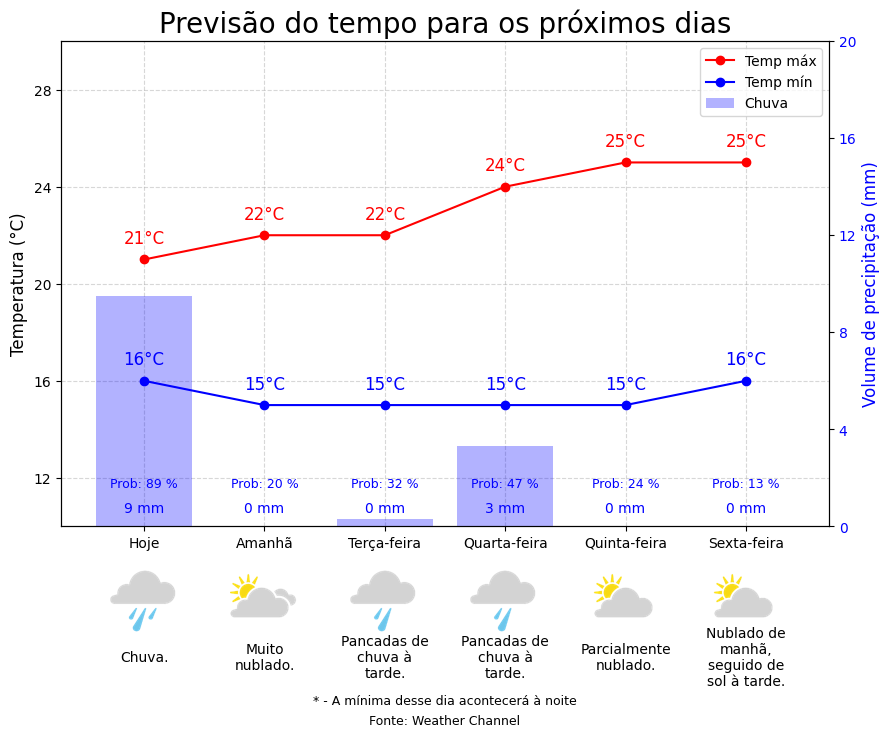 Previsão do tempo para os próximos dias
Temp máx
Temp mín
Chuva
Temperatura (°C)
28
24
20
16
12
Volume de precipitação (mm)
20
16
12
8
4
0
21°C
22°C
22°C
24°C
25°C
25°C
16°C
15°C
15°C
15°C
15°C
16°C
Prob: 89 %
Prob: 20 %
Prob: 32 %
Prob: 47 %
Prob: 24 %
Prob: 13 %
9 mm
0 mm
0 mm
3 mm
0 mm
0 mm
Hoje
Amanhã
Terça-feira
Quarta-feira
Quinta-feira
Sexta-feira
Chuva.
Muito
nublado.
Pancadas de
chuva à
tarde.
Pancadas de
chuva à
tarde.
Parcialmente
nublado.
Nublado de
manhã,
seguido de
sol à tarde.
* - A mínima desse dia acontecerá à noite
Fonte: Weather Channel